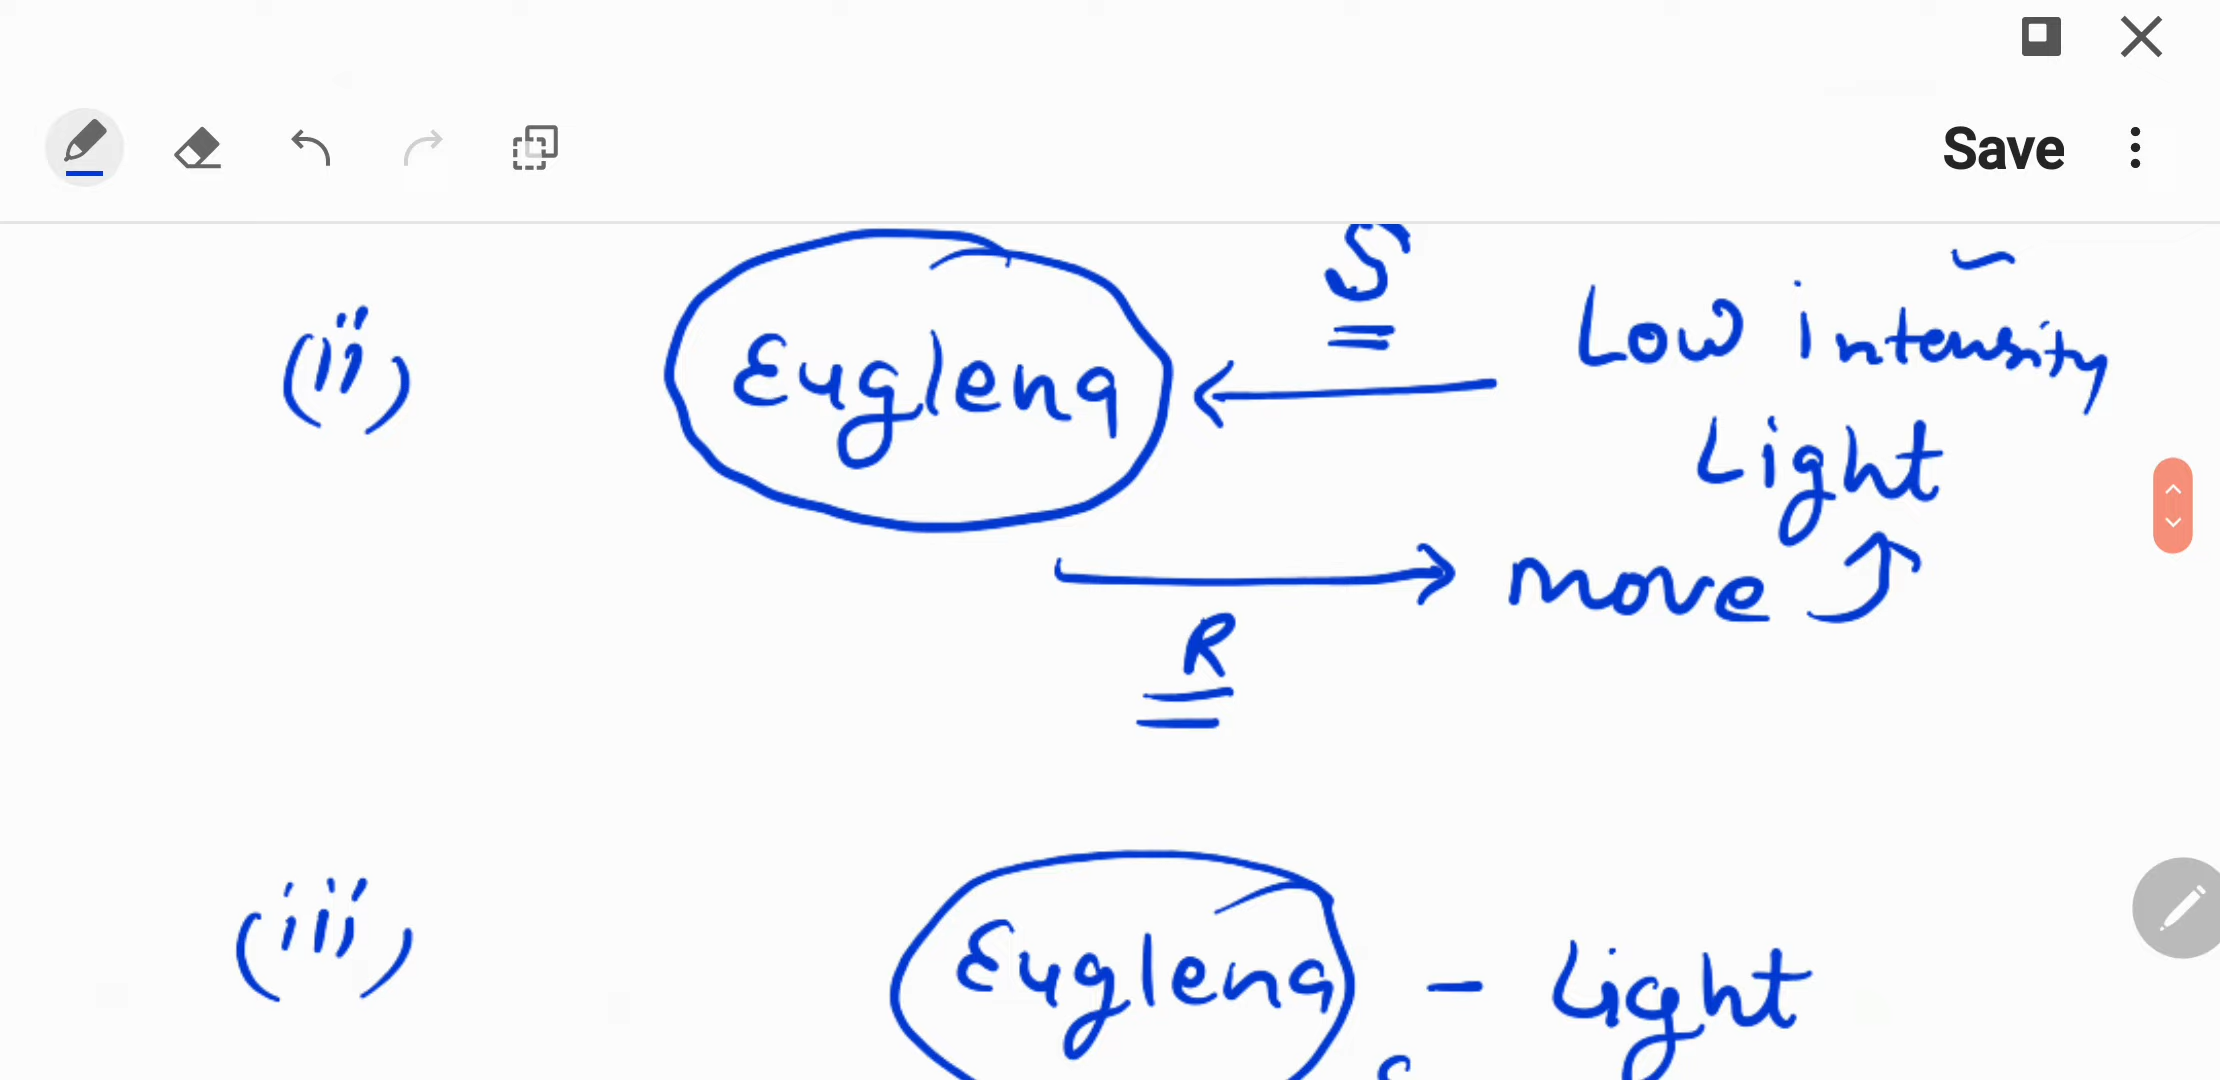 Save
S
(ii) Euglena Low intensity
Light
move
R
(iii) Euglena - Light